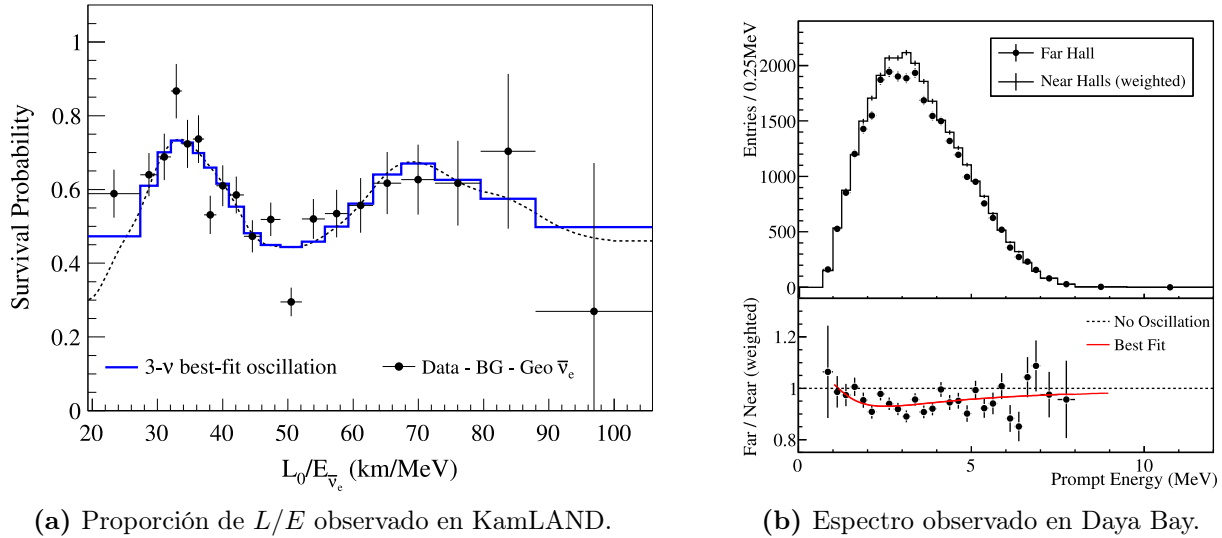 Survival Probability
1
0.8
0.6
0.4
0.2
0
3-ν best-fit oscillation
Data - BG - Geo ν̅e
20 30 40 50 60 70 80 90 100
L0/Eν̅e (km/MeV)
(a) Proporción de L/E observado en KamLAND.
Entries / 0.25MeV
2000
1500
1000
500
0
Far Hall
Near Halls (weighted)
Far / Near (weighted)
1.2
1
0.8
No Oscillation
Best Fit
0 5 10
Prompt Energy (MeV)
(b) Espectro observado en Daya Bay.